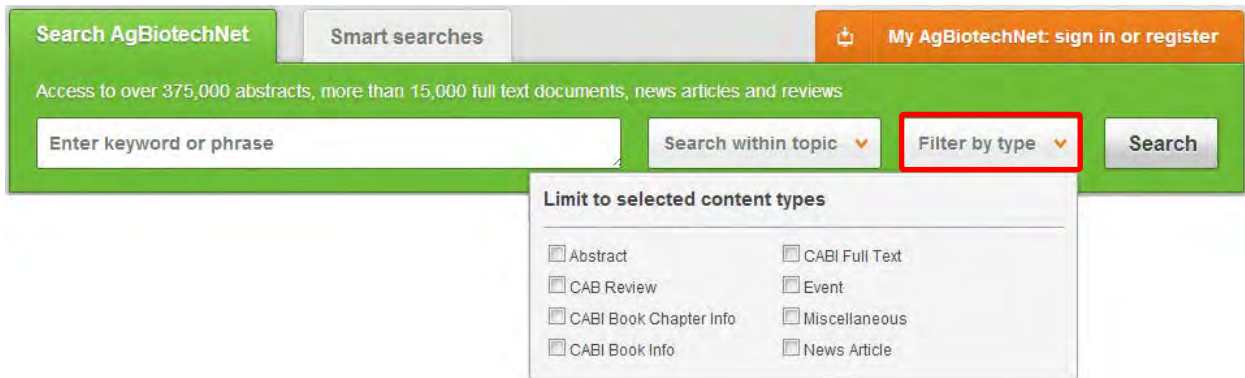 Search AgBiotechNet
Smart searches
My AgBiotechNet: sign in or register
Access to over 375,000 abstracts, more than 15,000 full text documents, news articles and reviews
Enter keyword or phrase
Search within topic
Filter by type
Search
Limit to selected content types
Abstract
CABI Full Text
CAB Review
Event
CABI Book Chapter Info
Miscellaneous
CABI Book Info
News Article